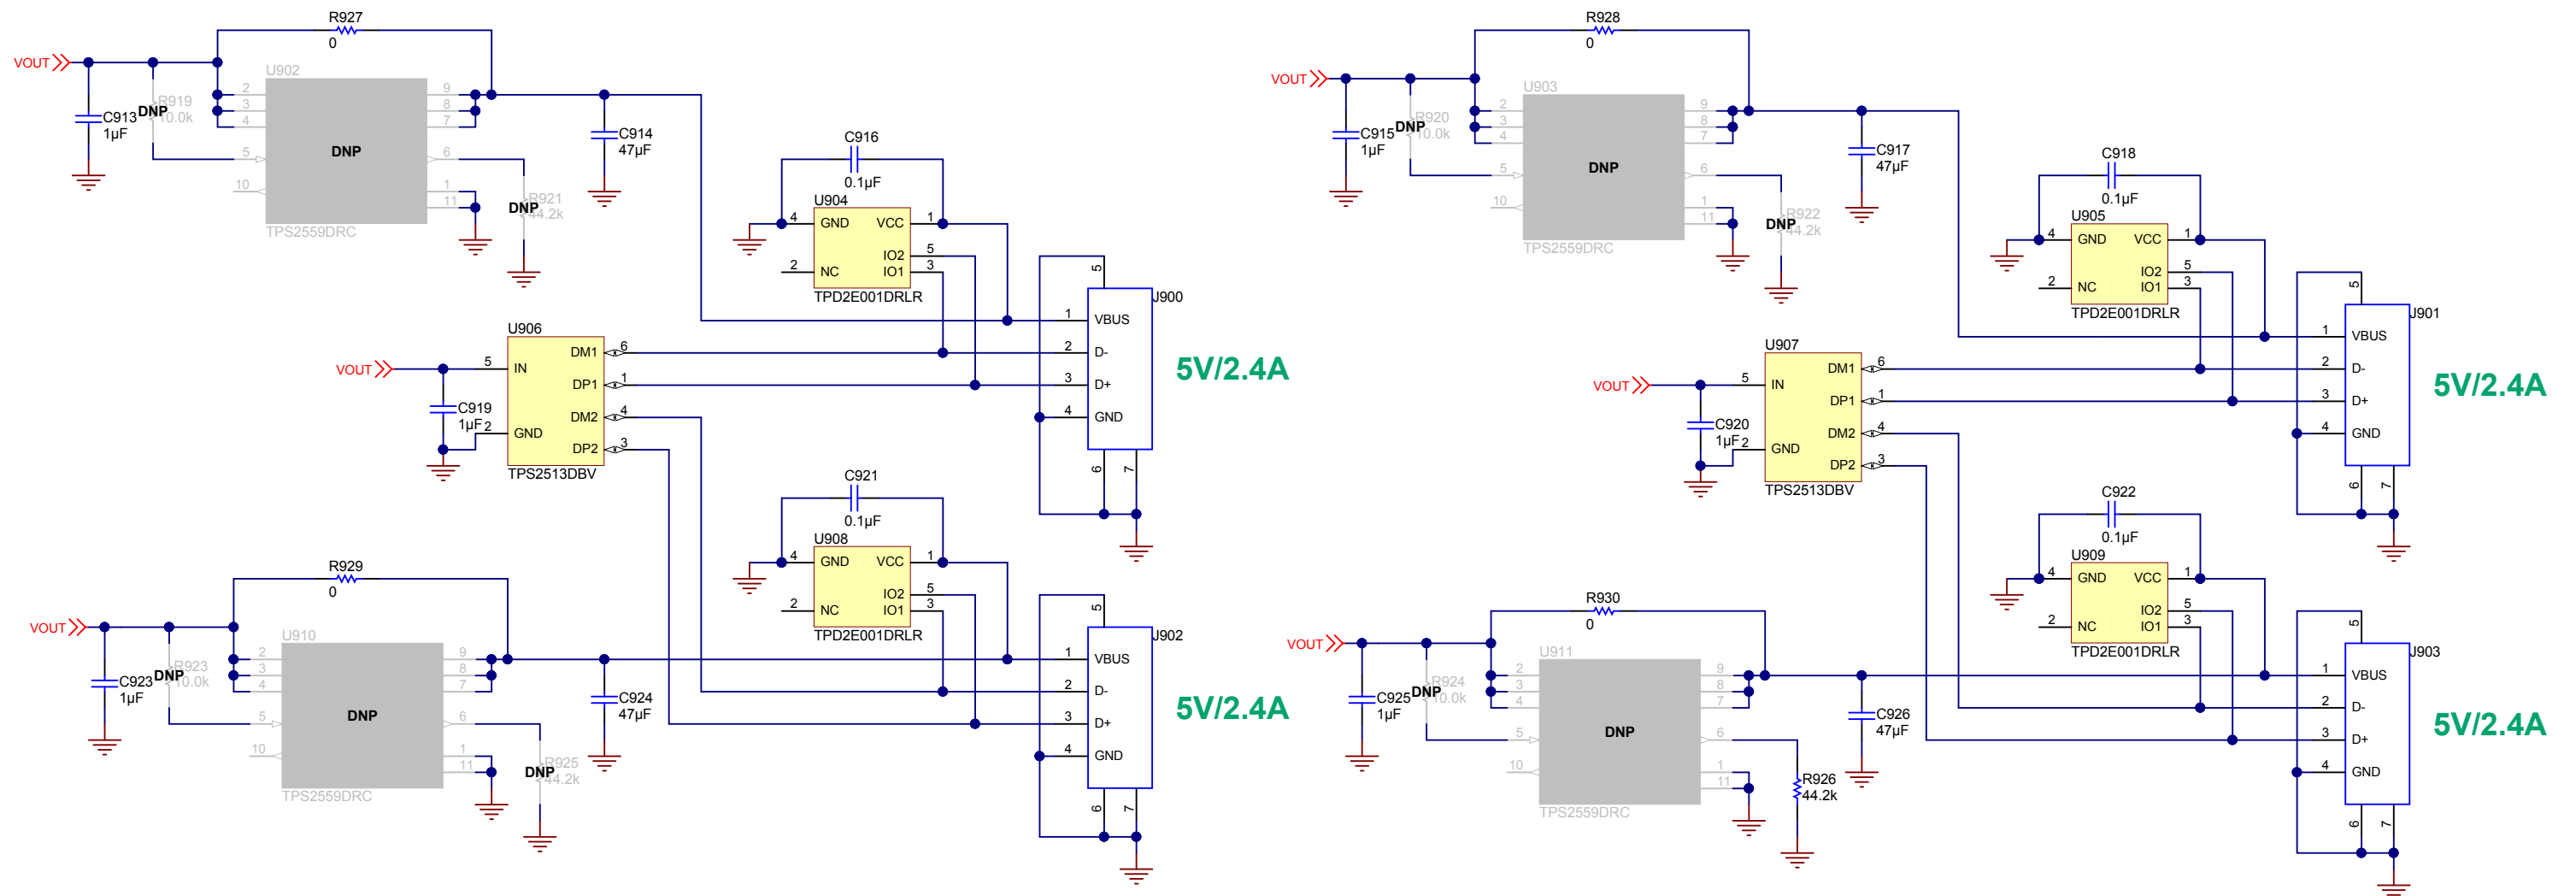 R927
0
VOUT
U902
2
3
4
5
10
9
8
7
6
1
11
DNP
TPS2559DRC
C913
1µF
DNP
R919
10.0k
DNP
R921
44.2k
C914
47µF
C916
0.1µF
U904
4 GND VCC 1
IO2 5
2 NC IO1 3
TPD2E001DRLR
J900
5
1 VBUS
2 D-
3 D+
4 GND
6 7
5V/2.4A
VOUT
C919
1µF
U906
5 IN DM1 6
DP1 1
DM2 4
2 GND
DP2 3
TPS2513DBV
C921
0.1µF
U908
4 GND VCC 1
IO2 5
2 NC IO1 3
TPD2E001DRLR
J902
5
1 VBUS
2 D-
3 D+
4 GND
6 7
5V/2.4A
R929
0
VOUT
U910
2
3
4
5
10
9
8
7
6
1
11
DNP
TPS2559DRC
C923
1µF
DNP
R923
10.0k
DNP
R925
44.2k
C924
47µF
R928
0
VOUT
U903
2
3
4
5
10
9
8
7
6
1
11
DNP
TPS2559DRC
C915
1µF
DNP
R920
10.0k
DNP
R922
44.2k
C917
47µF
C918
0.1µF
U905
4 GND VCC 1
IO2 5
2 NC IO1 3
TPD2E001DRLR
J901
5
1 VBUS
2 D-
3 D+
4 GND
6 7
5V/2.4A
VOUT
C920
1µF
U907
5 IN DM1 6
DP1 1
DM2 4
2 GND
DP2 3
TPS2513DBV
C922
0.1µF
U909
4 GND VCC 1
IO2 5
2 NC IO1 3
TPD2E001DRLR
J903
5
1 VBUS
2 D-
3 D+
4 GND
6 7
5V/2.4A
R930
0
VOUT
U911
2
3
4
5
10
9
8
7
6
1
11
DNP
TPS2559DRC
C925
1µF
DNP
R924
10.0k
R926
44.2k
C926
47µF